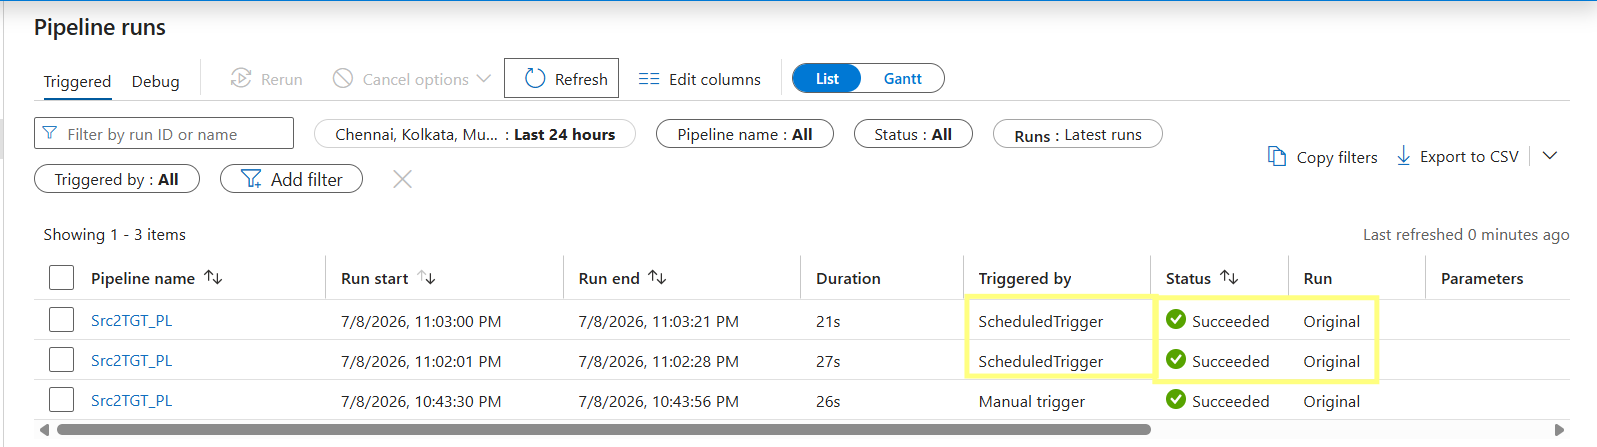 Pipeline runs
Triggered Debug Rerun Cancel options Refresh Edit columns List Gantt
Filter by run ID or name Chennai, Kolkata, Mu... : Last 24 hours Pipeline name : All Status : All Runs : Latest runs
Copy filters Export to CSV
Triggered by : All Add filter
Showing 1 - 3 items Last refreshed 0 minutes ago
Pipeline name Run start Run end Duration Triggered by Status Run Parameters
Src2TGT_PL 7/8/2026, 11:03:00 PM 7/8/2026, 11:03:21 PM 21s ScheduledTrigger Succeeded Original
Src2TGT_PL 7/8/2026, 11:02:01 PM 7/8/2026, 11:02:28 PM 27s ScheduledTrigger Succeeded Original
Src2TGT_PL 7/8/2026, 10:43:30 PM 7/8/2026, 10:43:56 PM 26s Manual trigger Succeeded Original